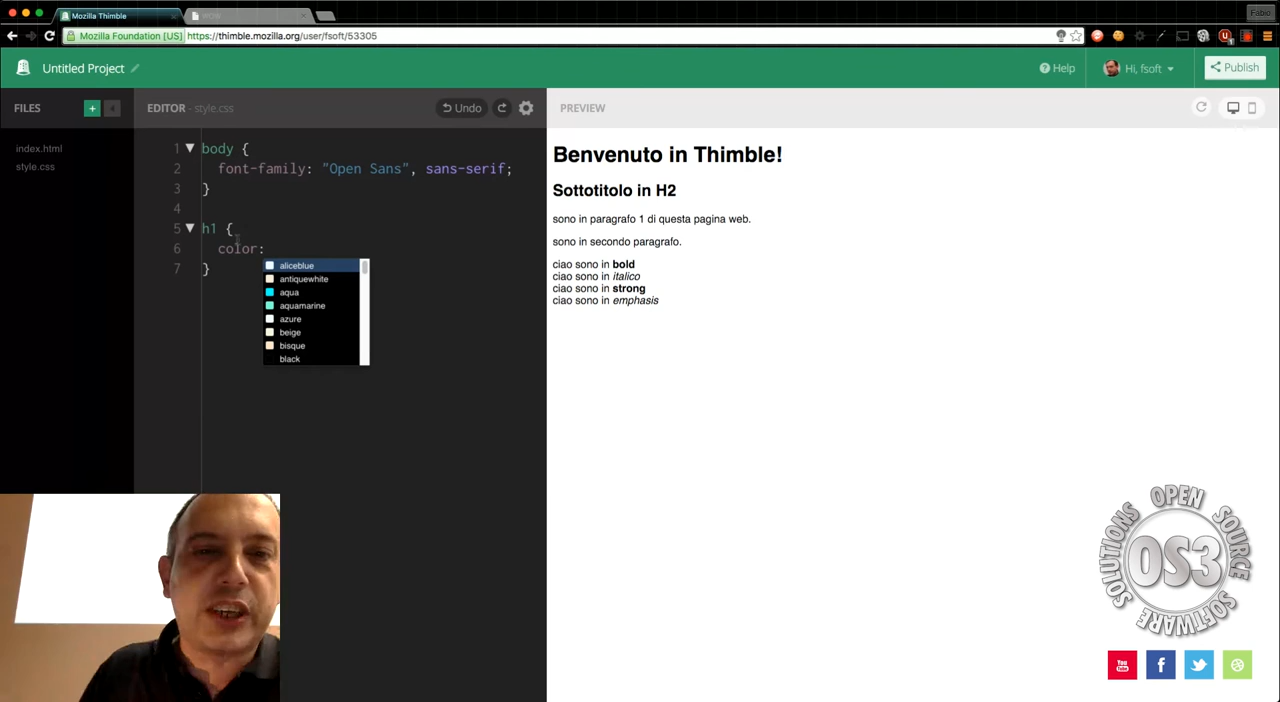 Mozilla Thimble
Fabio
Mozilla Foundation [US]
https://thimble.mozilla.org/user/fsoft/53305
Untitled Project
Help
Hi, fsoft
Publish
FILES
EDITOR - style.css
Undo
PREVIEW
index.html
style.css
1 body {
2 font-family: "Open Sans", sans-serif;
3 }
4
5 h1 {
6 color:
7 }
aliceblue
antiquewhite
aqua
aquamarine
azure
beige
bisque
black
Benvenuto in Thimble!
Sottotitolo in H2
sono in paragrafo 1 di questa pagina web.
sono in secondo paragrafo.
ciao sono in bold
ciao sono in italico
ciao sono in strong
ciao sono in emphasis
SOLUTIONS OPEN SOURCE SOFTWARE
OS3
You Tube